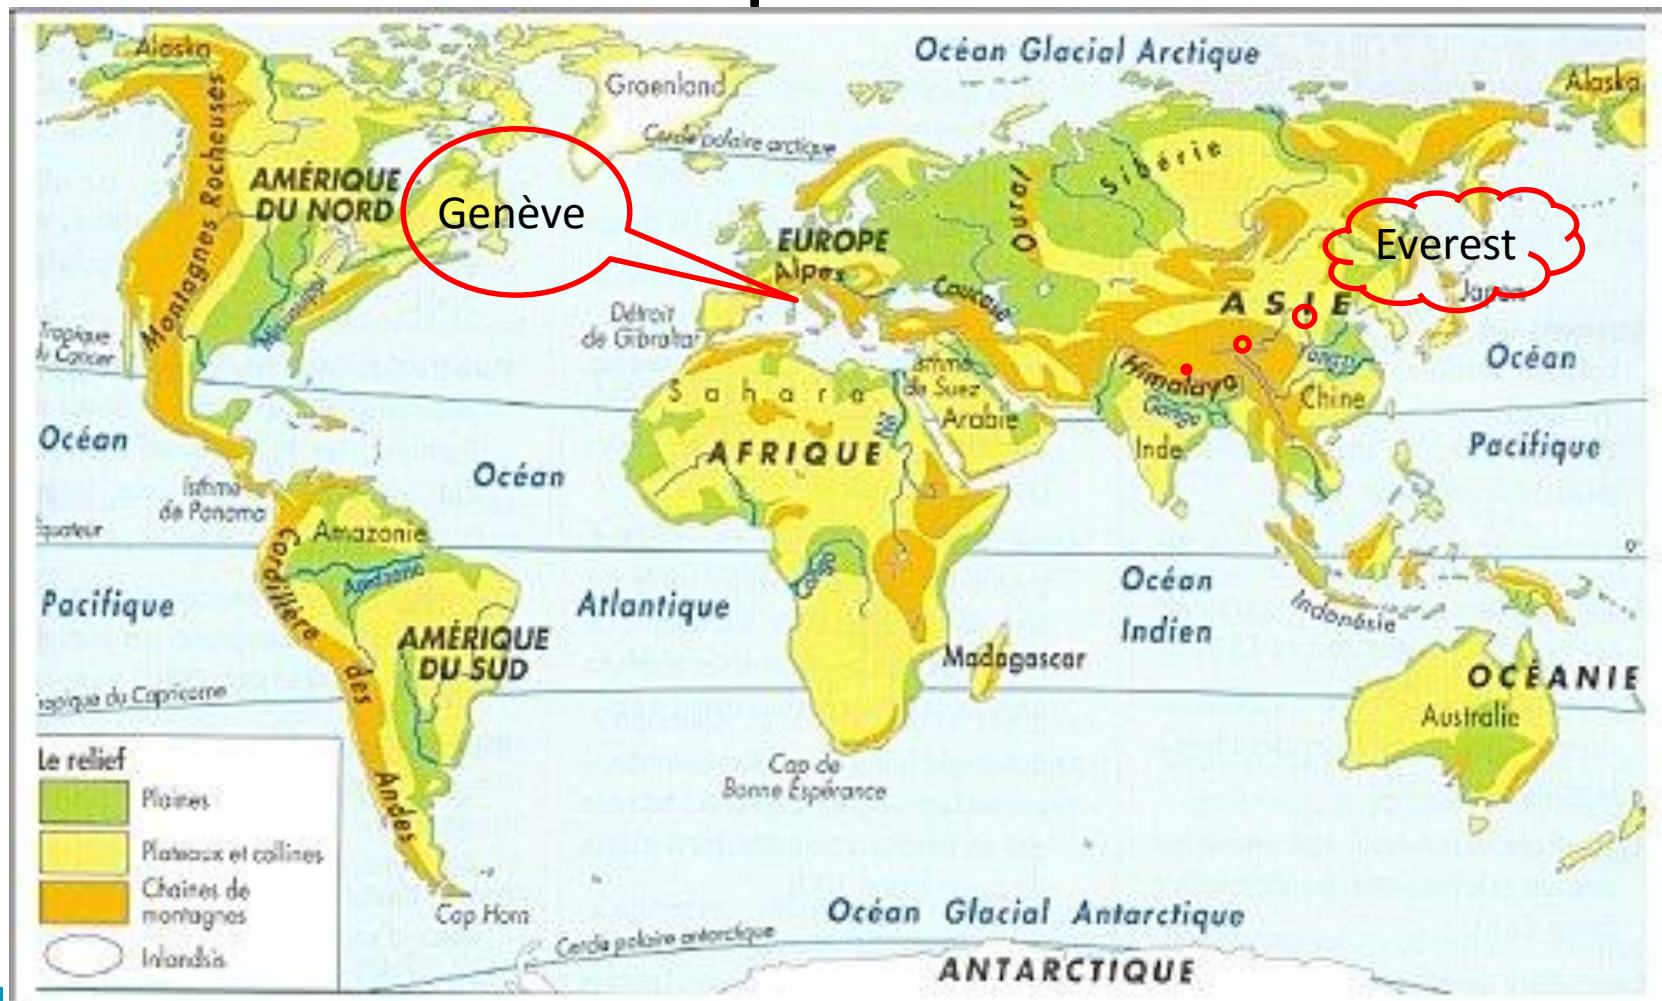 Océan Glacial Arctique
Alaska
Alaska
Groenland
Cercle polaire arctique
Sibérie
Oural
AMÉRIQUE
DU NORD
Genève
EUROPE
Alpes
Everest
Montagnes Rocheuses
Caucase
ASIE
Japon
Détroit
de Gibraltar
Mississippi
Tropique
du Cancer
Isthme
de Suez
Himalaya
Yangzi
Océan
Sahara
Nil
Arabie
Gange
Chine
Océan
Océan
AFRIQUE
Inde
Pacifique
Isthme
de Panama
Équateur
Amazonie
0°
Cordillère
des
Andes
Amazone
Congo
Océan
Indien
Pacifique
Atlantique
Indonésie
AMÉRIQUE
DU SUD
Madagascar
OCÉANIE
Tropique du Capricorne
Australie
Cap de
Bonne Espérance
Le relief
Plaines
Plateaux et collines
Chaînes de
montagnes
Inlandsis
Cap Horn
Océan Glacial Antarctique
Cercle polaire antarctique
ANTARCTIQUE